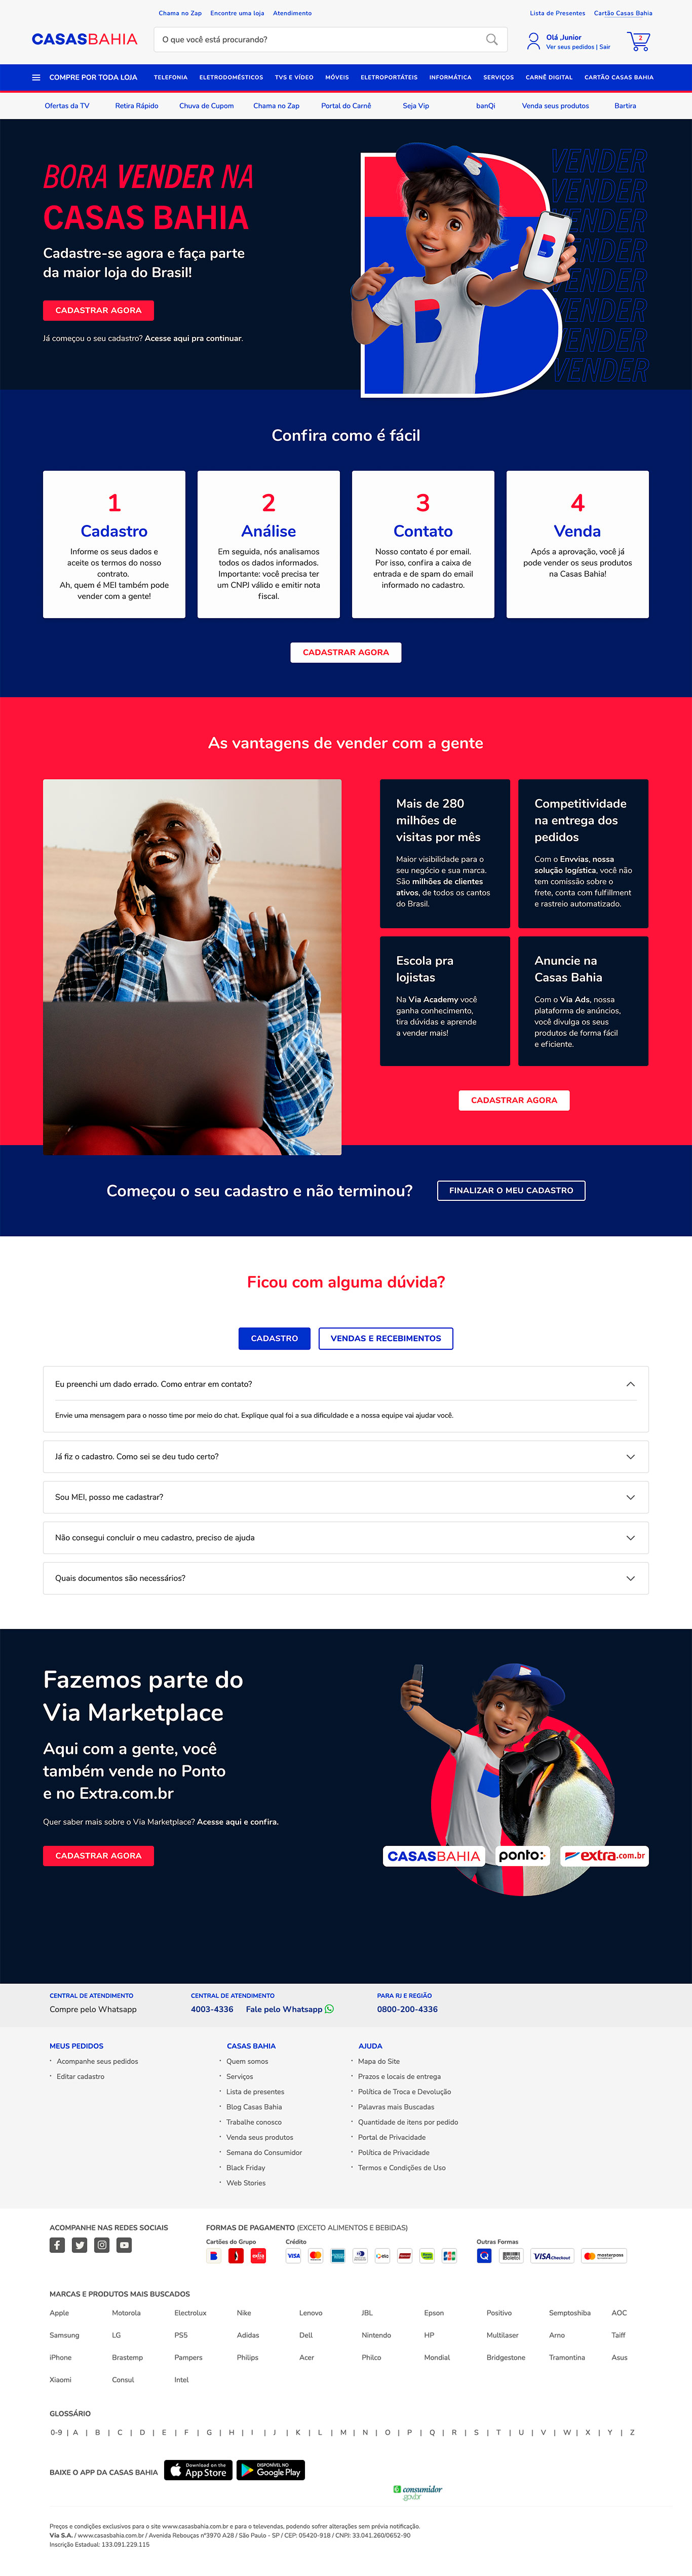 Chama no Zap Encontre uma loja Atendimento Lista de Presentes Cartão Casas Bahia
CASASBAHIA O que você está procurando? Olá ,Junior 2
Ver seus pedidos | Sair
COMPRE POR TODA LOJA TELEFONIA ELETRODOMÉSTICOS TVS E VÍDEO MÓVEIS ELETROPORTÁTEIS INFORMÁTICA SERVIÇOS CARNÊ DIGITAL CARTÃO CASAS BAHIA
Ofertas da TV Retira Rápido Chuva de Cupom Chama no Zap Portal do Carnê Seja Vip banQi Venda seus produtos Bartira
BORA VENDER NA
CASAS BAHIA
Cadastre-se agora e faça parte
da maior loja do Brasil!
CADASTRAR AGORA
Já começou o seu cadastro? Acesse aqui pra continuar.
VENDER
VENDER
VENDER
VENDER
VENDER
VENDER
VENDER
VENDER
Confira como é fácil
1
Cadastro
Informe os seus dados e
aceite os termos do nosso
contrato.
Ah, quem é MEI também pode
vender com a gente!
2
Análise
Em seguida, nós analisamos
todos os dados informados.
Importante: você precisa ter
um CNPJ válido e emitir nota
fiscal.
3
Contato
Nosso contato é por email.
Por isso, confira a caixa de
entrada e de spam do email
informado no cadastro.
4
Venda
Após a aprovação, você já
pode vender os seus produtos
na Casas Bahia!
CADASTRAR AGORA
As vantagens de vender com a gente
Mais de 280
milhões de
visitas por mês
Maior visibilidade para o
seu negócio e sua marca.
São milhões de clientes
ativos, de todos os cantos
do Brasil.
Competitividade
na entrega dos
pedidos
Com o Envvias, nossa
solução logística, você não
tem comissão sobre o
frete, conta com fulfillment
e rastreio automatizado.
Escola pra
lojistas
Na Via Academy você
ganha conhecimento,
tira dúvidas e aprende
a vender mais!
Anuncie na
Casas Bahia
Com o Via Ads, nossa
plataforma de anúncios,
você divulga os seus
produtos de forma fácil
e eficiente.
CADASTRAR AGORA
Começou o seu cadastro e não terminou? FINALIZAR O MEU CADASTRO
Ficou com alguma dúvida?
CADASTRO VENDAS E RECEBIMENTOS
Eu preenchi um dado errado. Como entrar em contato?
Envie uma mensagem para o nosso time por meio do chat. Explique qual foi a sua dificuldade e a nossa equipe vai ajudar você.
Já fiz o cadastro. Como sei se deu tudo certo?
Sou MEI, posso me cadastrar?
Não consegui concluir o meu cadastro, preciso de ajuda
Quais documentos são necessários?
Fazemos parte do
Via Marketplace
Aqui com a gente, você
também vende no Ponto
e no Extra.com.br
Quer saber mais sobre o Via Marketplace? Acesse aqui e confira.
CADASTRAR AGORA
CASASBAHIA ponto: extra.com.br
CENTRAL DE ATENDIMENTO CENTRAL DE ATENDIMENTO PARA RJ E REGIÃO
Compre pelo Whatsapp 4003-4336 Fale pelo Whatsapp 0800-200-4336
MEUS PEDIDOS
Acompanhe seus pedidos
Editar cadastro
CASAS BAHIA
Quem somos
Serviços
Lista de presentes
Blog Casas Bahia
Trabalhe conosco
Venda seus produtos
Semana do Consumidor
Black Friday
Web Stories
AJUDA
Mapa do Site
Prazos e locais de entrega
Política de Troca e Devolução
Palavras mais Buscadas
Quantidade de itens por pedido
Portal de Privacidade
Política de Privacidade
Termos e Condições de Uso
ACOMPANHE NAS REDES SOCIAIS FORMAS DE PAGAMENTO (EXCETO ALIMENTOS E BEBIDAS)
Cartões do Grupo Crédito Outras Formas
VISA elo Boleto VISA Checkout masterpass
MARCAS E PRODUTOS MAIS BUSCADOS
Apple Motorola Electrolux Nike Lenovo JBL Epson Positivo Semptoshiba AOC
Samsung LG PS5 Adidas Dell Nintendo HP Multilaser Arno Taiff
iPhone Brastemp Pampers Philips Acer Philco Mondial Bridgestone Tramontina Asus
Xiaomi Consul Intel
GLOSSÁRIO
0-9 | A | B | C | D | E | F | G | H | I | J | K | L | M | N | O | P | Q | R | S | T | U | V | W | X | Y | Z
BAIXE O APP DA CASAS BAHIA Download on the App Store DISPONÍVEL NO Google Play
consumidor
.gov.br
Preços e condições exclusivos para o site www.casasbahia.com.br e para o televendas, podendo sofrer alterações sem prévia notificação.
Via S.A. / www.casasbahia.com.br / Avenida Rebouças nº3970 A28 / São Paulo - SP / CEP: 05420-918 / CNPJ: 33.041.260/0652-90
Inscrição Estadual: 133.091.229.115